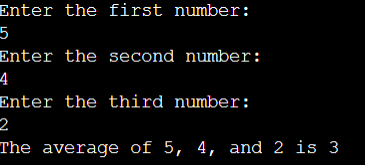 Enter the first number:
5
Enter the second number:
4
Enter the third number:
2
The average of 5, 4, and 2 is 3